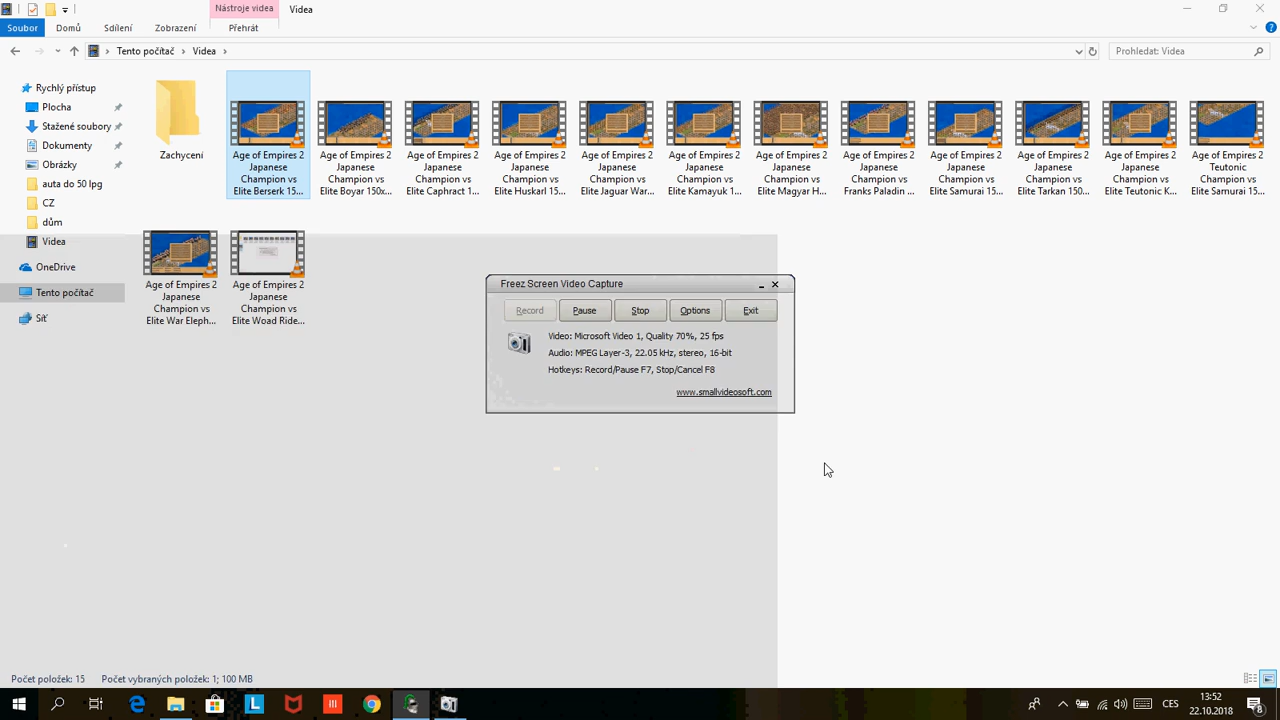 Nástroje videa
Videa
Soubor
Domů
Sdílení
Zobrazení
Přehrát
Tento počítač
Videa
Prohledat: Videa
Rychlý přístup
Plocha
Stažené soubory
Dokumenty
Obrázky
auta do 50 lpg
CZ
dům
Videa
OneDrive
Tento počítač
Síť
Zachycení
Age of Empires 2
Japanese
Champion vs
Elite Berserk 15...
Age of Empires 2
Japanese
Champion vs
Elite Boyar 150x...
Age of Empires 2
Japanese
Champion vs
Elite Caphract 1...
Age of Empires 2
Japanese
Champion vs
Elite Huskarl 15...
Age of Empires 2
Japanese
Champion vs
Elite Jaguar War...
Age of Empires 2
Japanese
Champion vs
Elite Kamayuk 1...
Age of Empires 2
Japanese
Champion vs
Elite Magyar H...
Age of Empires 2
Japanese
Champion vs
Franks Paladin ...
Age of Empires 2
Japanese
Champion vs
Elite Samurai 15...
Age of Empires 2
Japanese
Champion vs
Elite Tarkan 150...
Age of Empires 2
Japanese
Champion vs
Elite Teutonic K...
Age of Empires 2
Teutonic
Champion vs
Elite Samurai 15...
Age of Empires 2
Japanese
Champion vs
Elite War Eleph...
Age of Empires 2
Japanese
Champion vs
Elite Woad Ride...
Freez Screen Video Capture
Record
Pause
Stop
Options
Exit
Video: Microsoft Video 1, Quality 70%, 25 fps
Audio: MPEG Layer-3, 22.05 kHz, stereo, 16-bit
Hotkeys: Record/Pause F7, Stop/Cancel F8
www.smallvideosoft.com
Počet položek: 15
Počet vybraných položek: 1; 100 MB
CES
13:52
22.10.2018